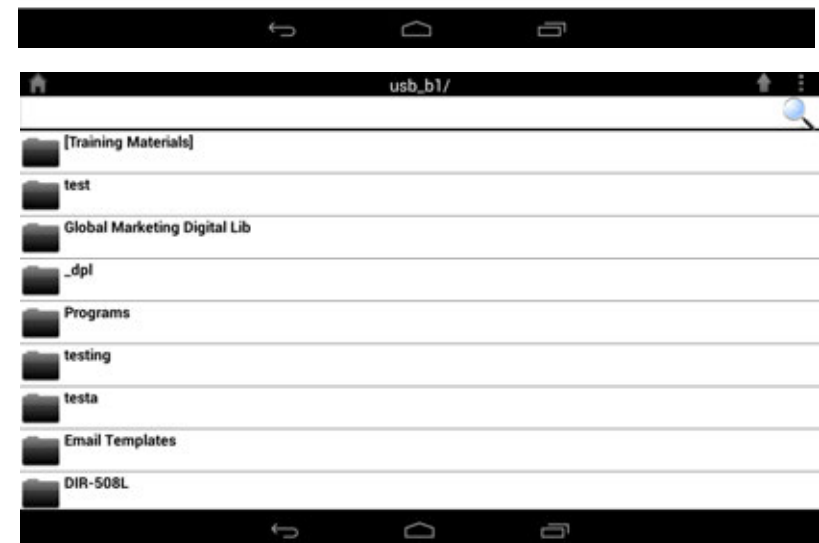 usb_b1/
[Training Materials]
test
Global Marketing Digital Lib
_dpl
Programs
testing
testa
Email Templates
DIR-508L